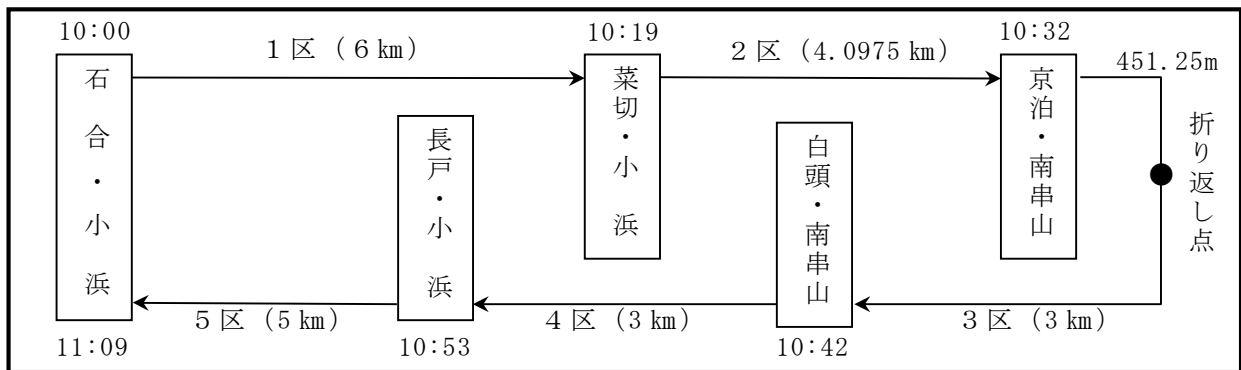 10:00
10:19
10:32
1区 (6km)
2区 (4.0975km)
451.25m
石合・小浜
長戸・小浜
菜切・小浜
白頭・南串山
京泊・南串山
折り返し点
5区 (5km)
4区 (3km)
3区 (3km)
11:09
10:53
10:42